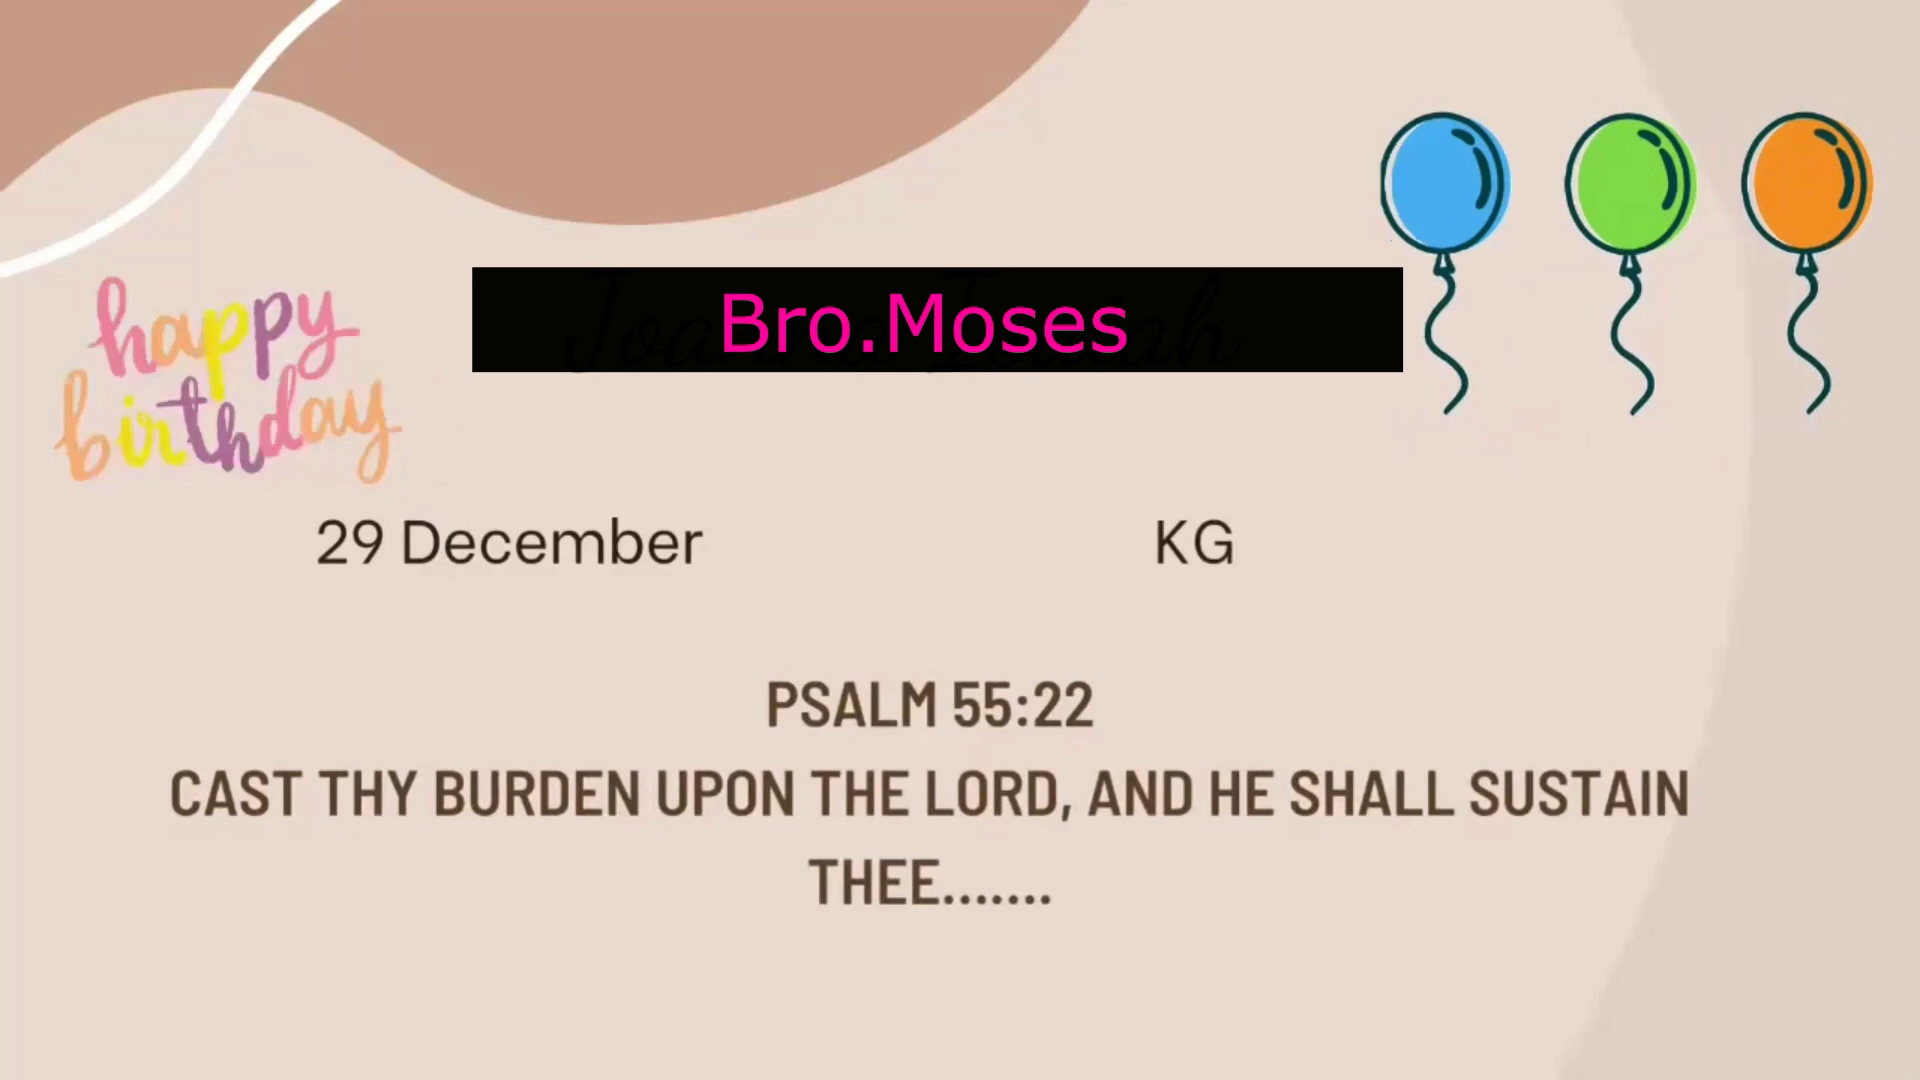 happy
birthday
Bro.Moses
29 December
KG
PSALM 55:22
CAST THY BURDEN UPON THE LORD, AND HE SHALL SUSTAIN
THEE.......